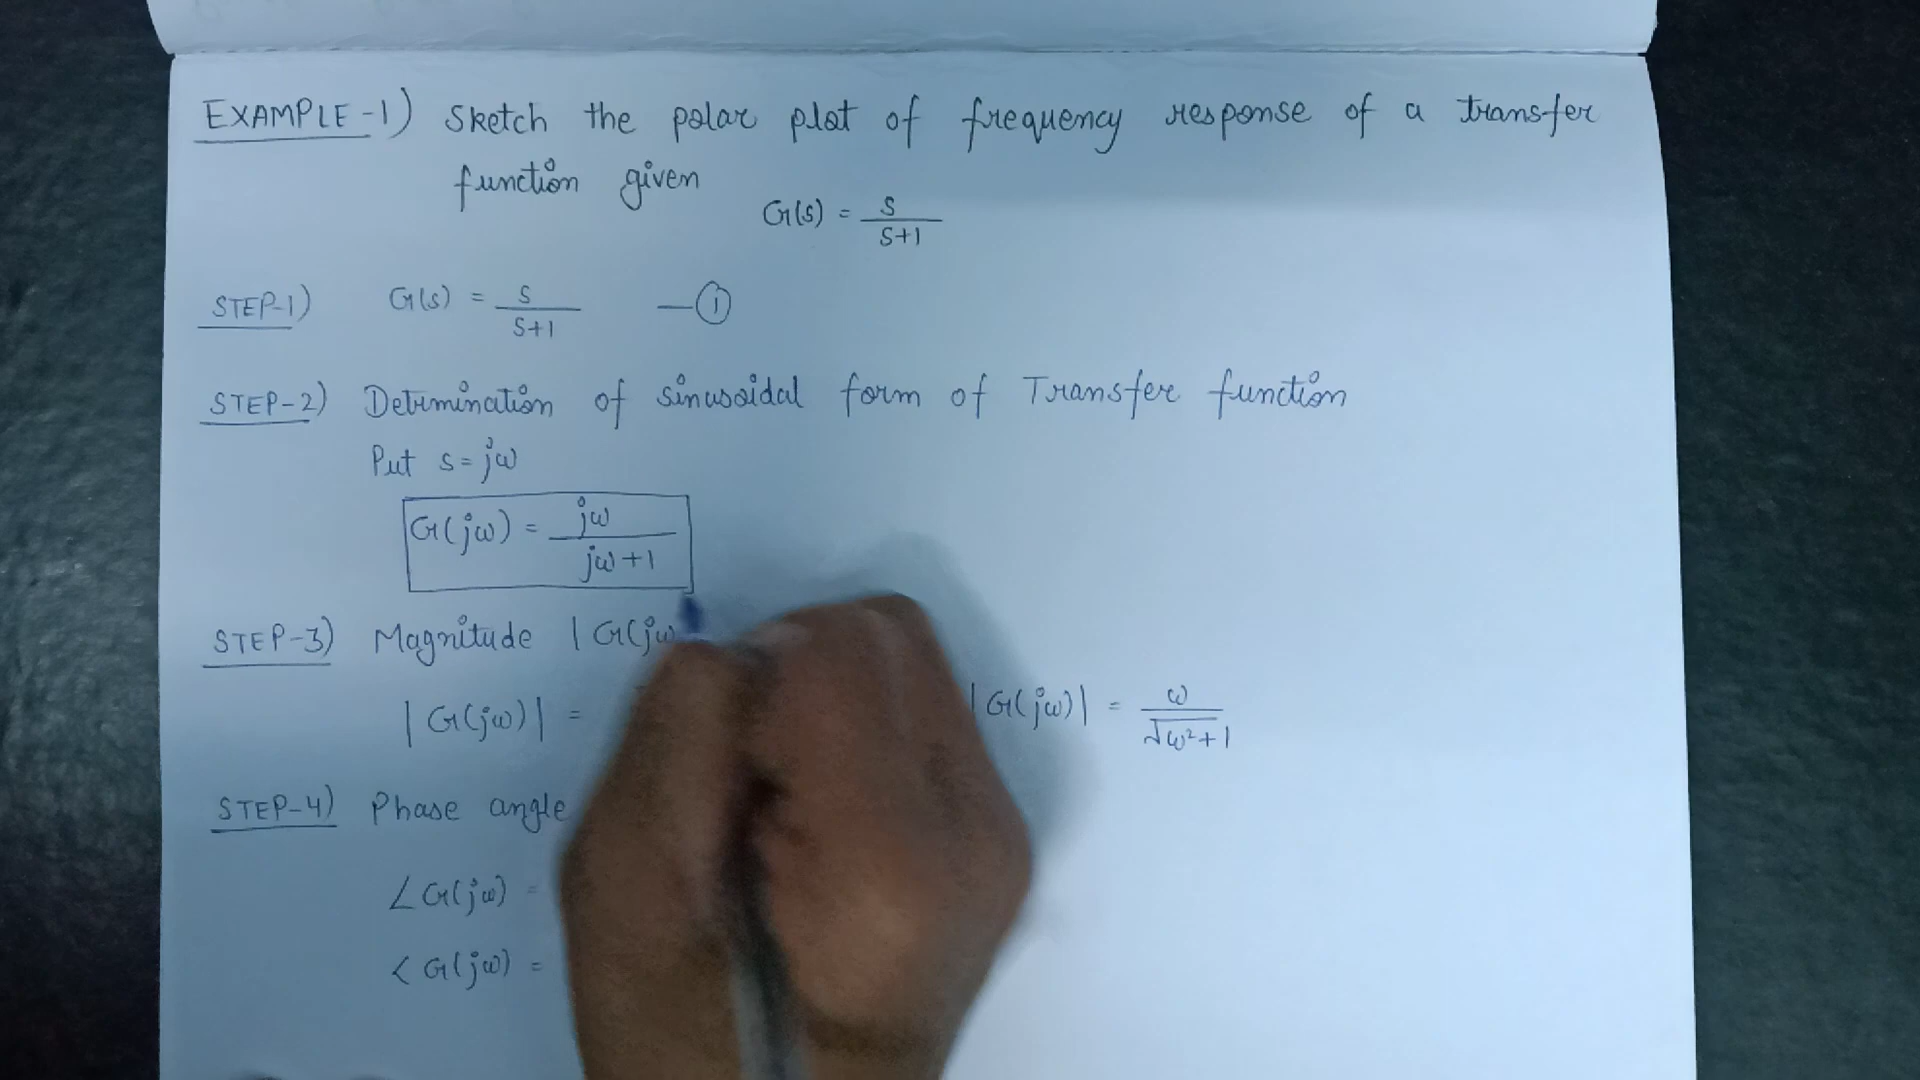 EXAMPLE-1) Sketch the polar plot of frequency response of a transfer
function given
G(s) = s/s+1
STEP-1) G(s) = s/s+1 —①
STEP-2) Detrmination of sinusoidal form of Transfer function
Put s=jω
G(jω) = jω/jω+1
STEP-3) Magnitude |G(jω
|G(jω)| = |G(jω)| = ω/√ω²+1
STEP-4) Phase angle
∠G(jω) =
<G(jω) =